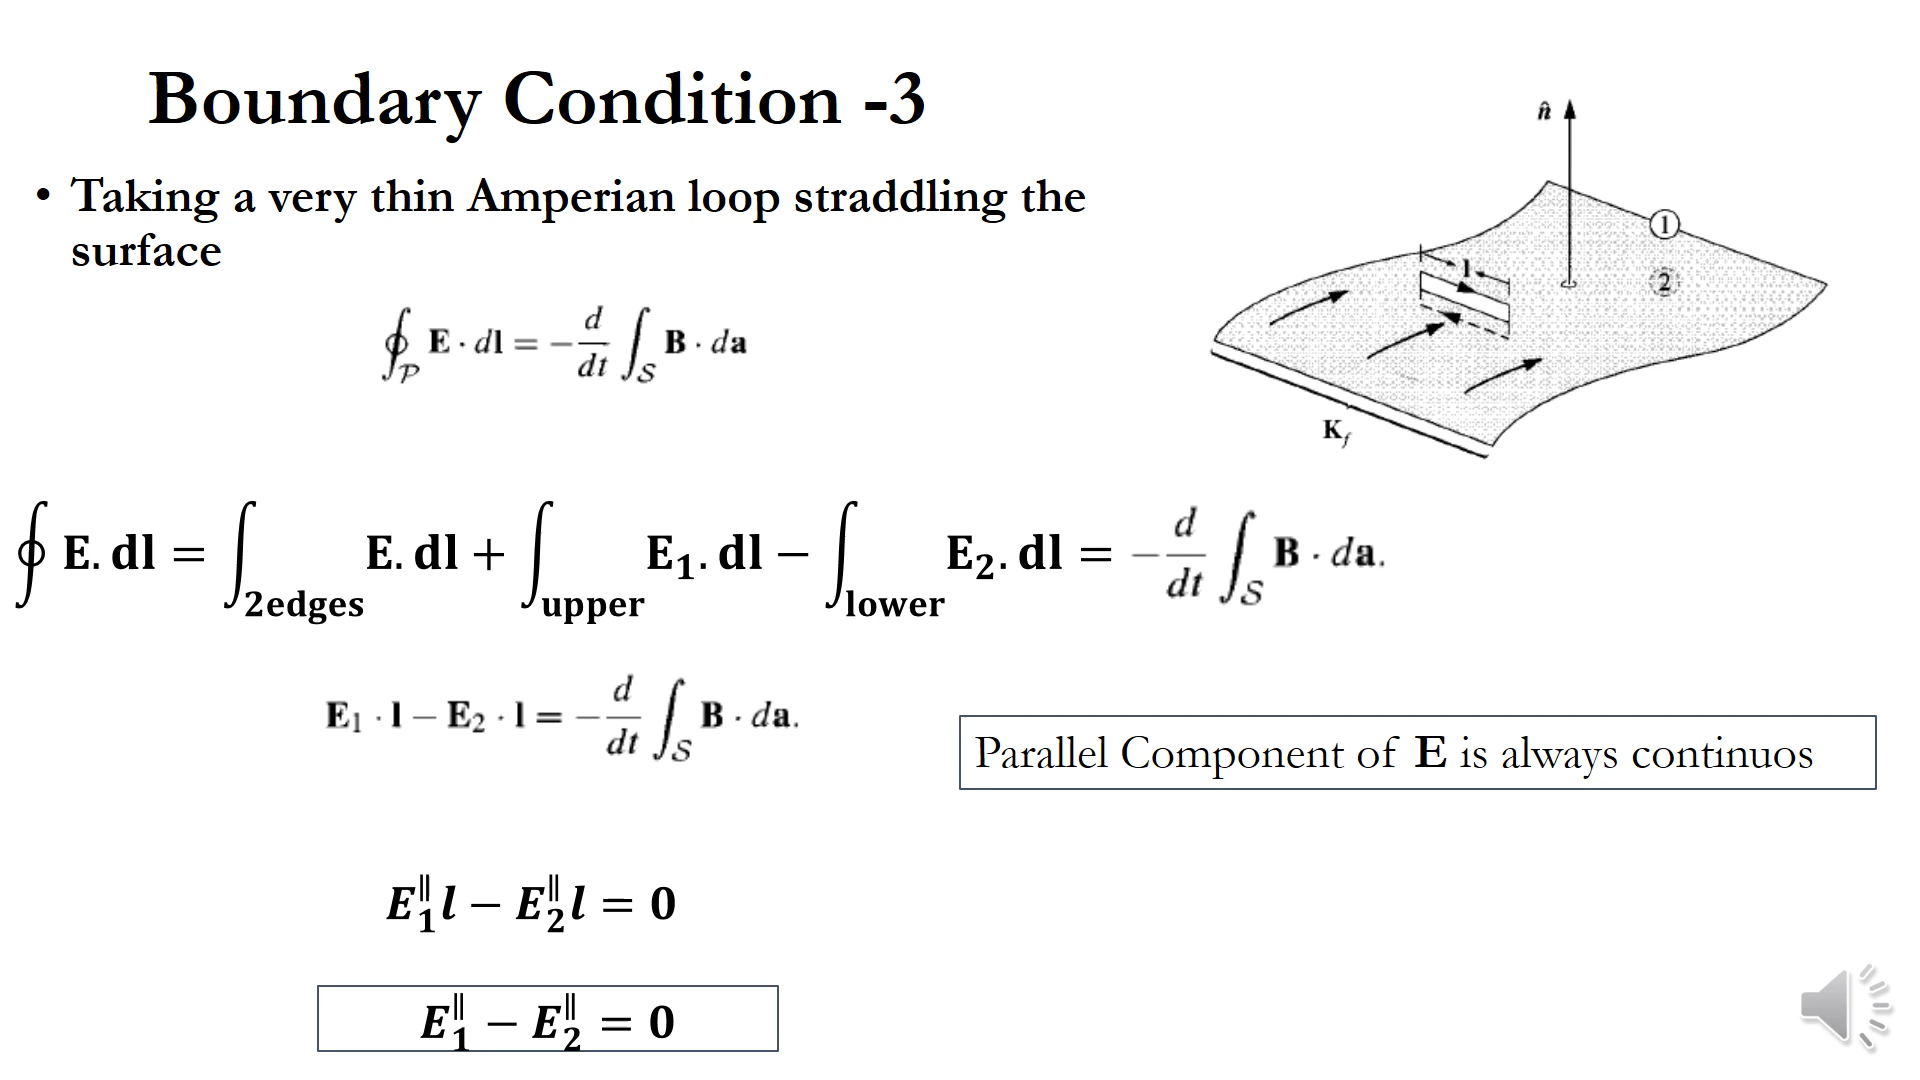 Boundary Condition -3
• Taking a very thin Amperian loop straddling the
surface
n̂
1
2
l
K_f
∮_𝒫 E · dl = −d/dt ∫_𝒮 B · da
∮ E. dl = ∫_2edges E. dl + ∫_upper E₁. dl − ∫_lower E₂. dl = −d/dt ∫_𝒮 B · da.
E₁ · l − E₂ · l = −d/dt ∫_𝒮 B · da.
Parallel Component of E is always continuos
E₁^∥ l − E₂^∥ l = 0
E₁^∥ − E₂^∥ = 0